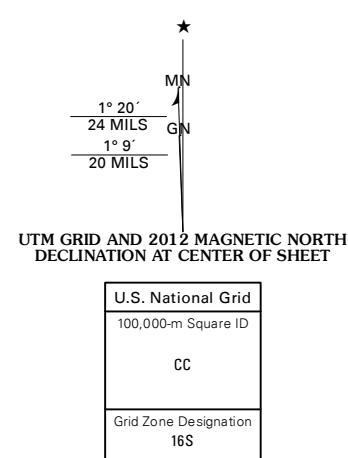 MN
1° 20´
24 MILS
GN
1° 9´
20 MILS
UTM GRID AND 2012 MAGNETIC NORTH
DECLINATION AT CENTER OF SHEET
U.S. National Grid
100,000-m Square ID
CC
Grid Zone Designation
16S